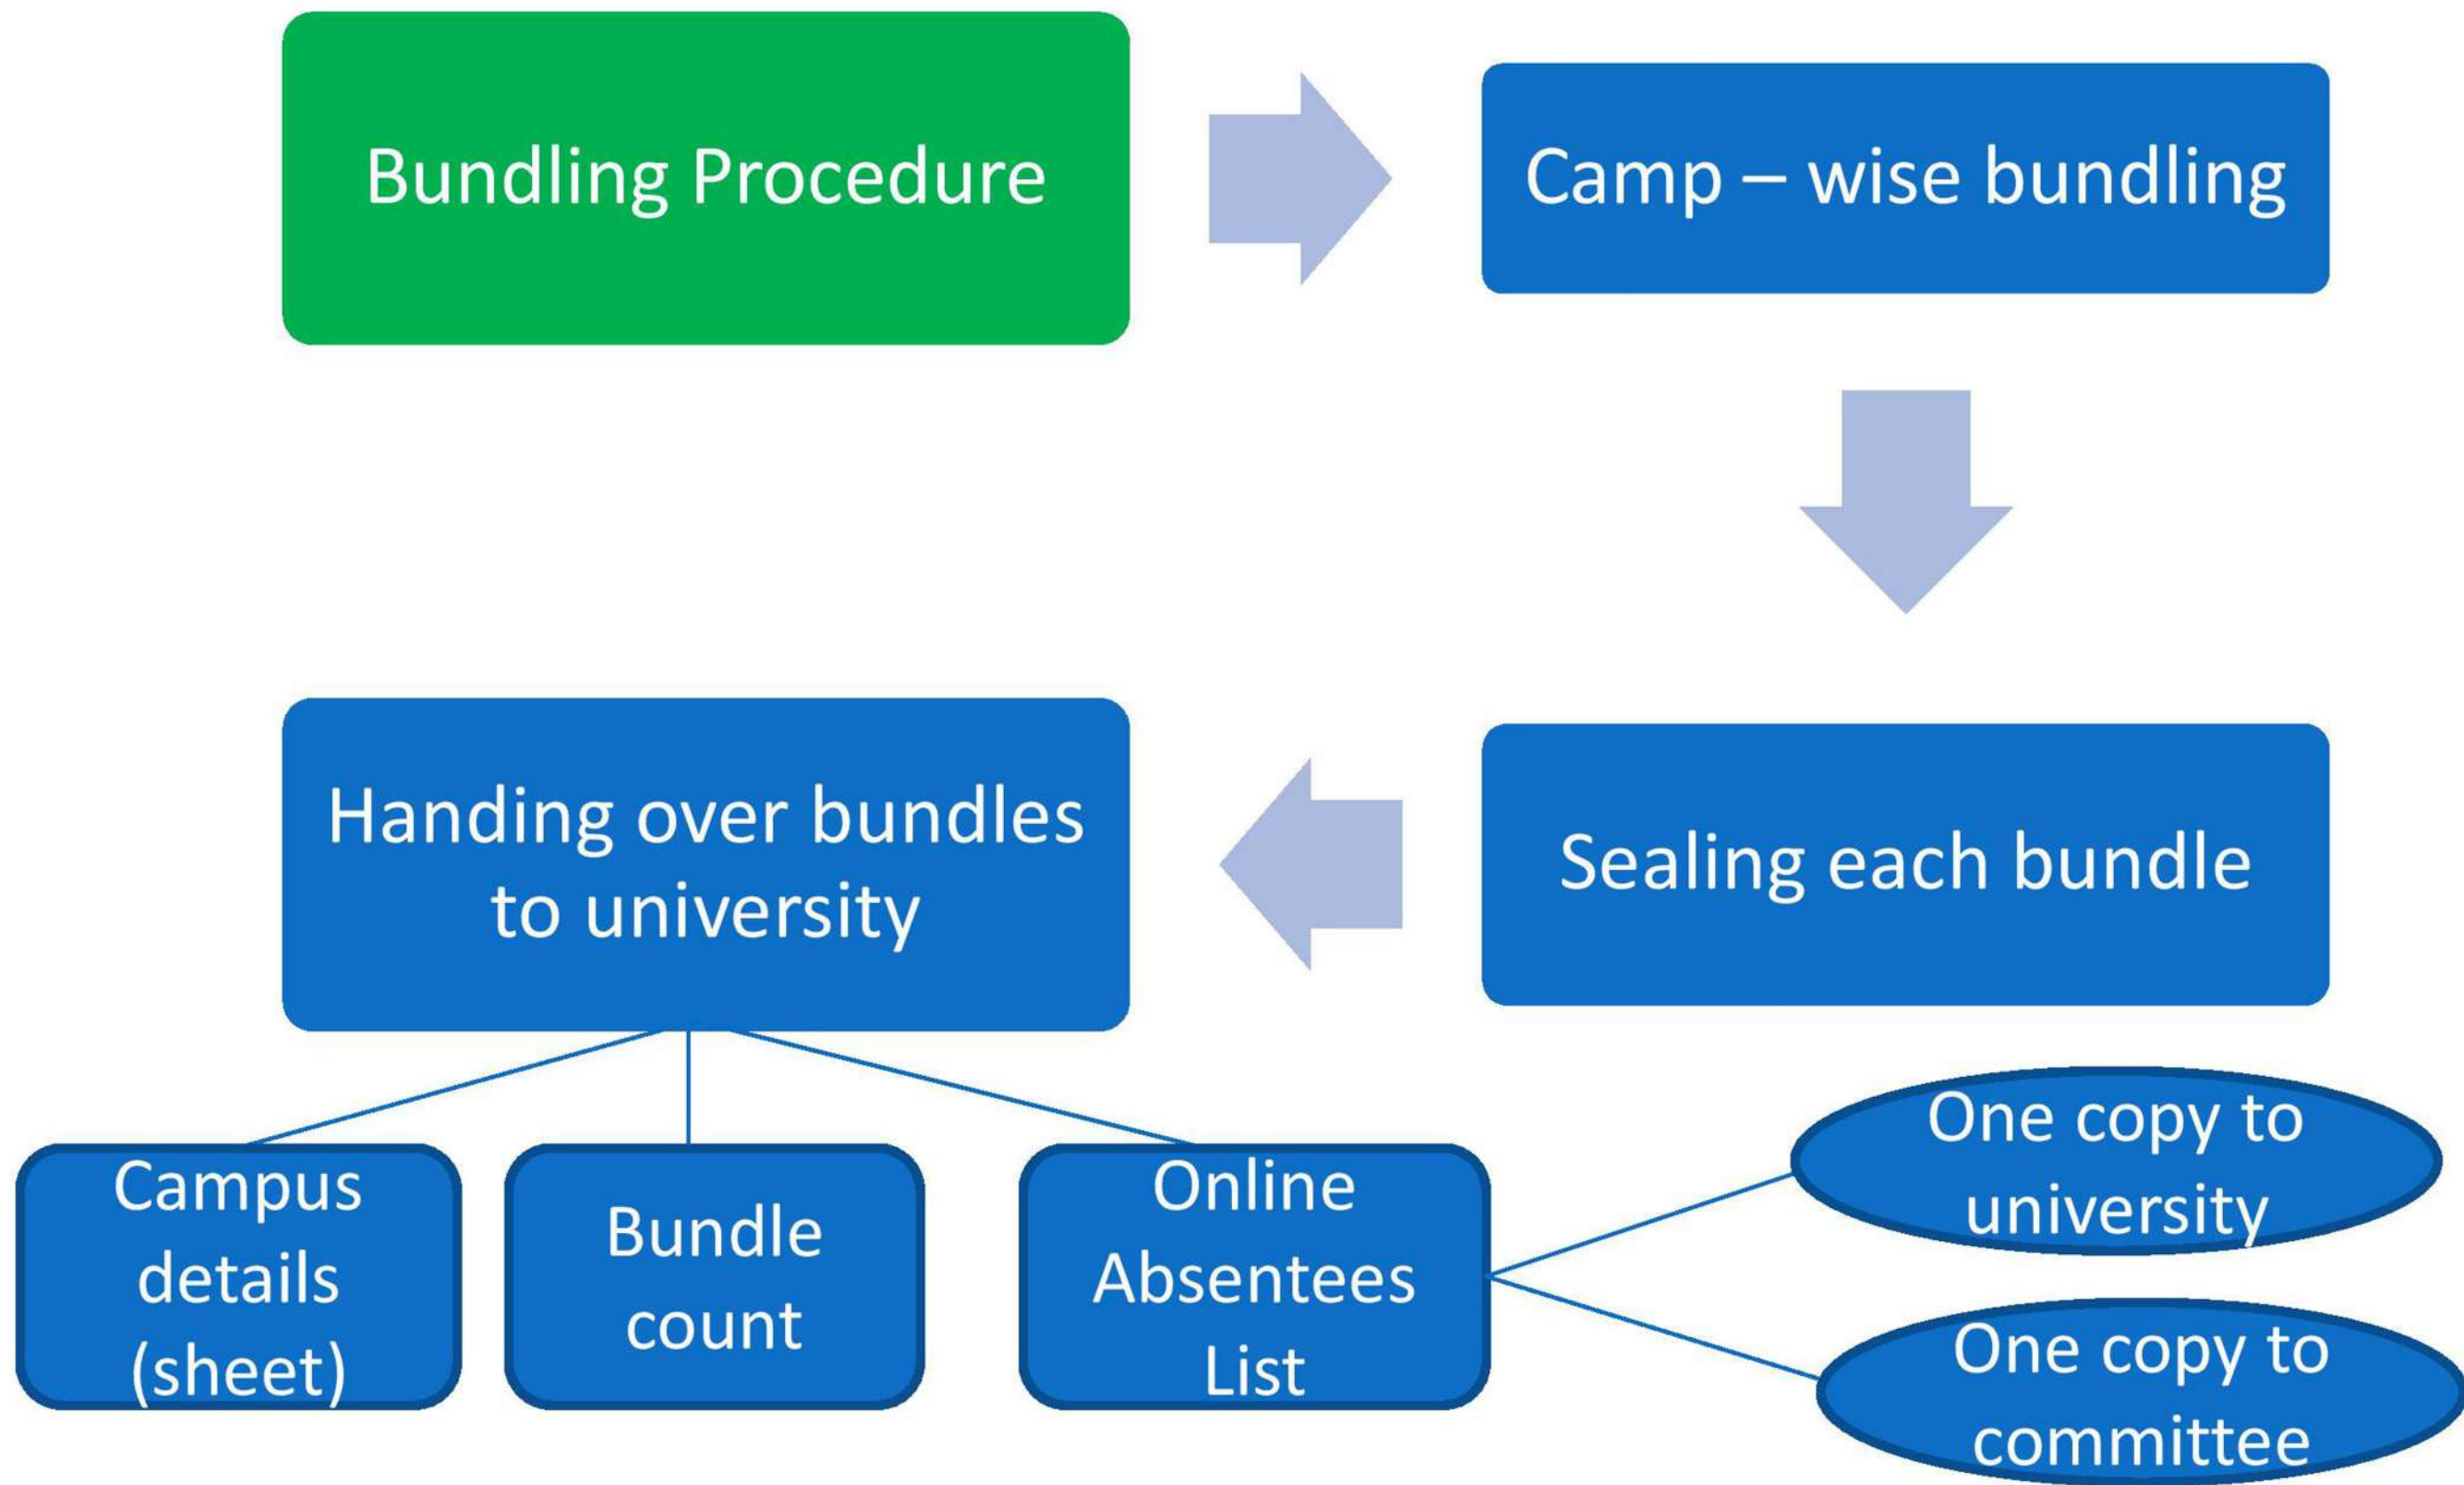 Bundling Procedure
Camp – wise bundling
Sealing each bundle
Handing over bundles
to university
Campus
details
(sheet)
Bundle
count
Online
Absentees
List
One copy to
university
One copy to
committee